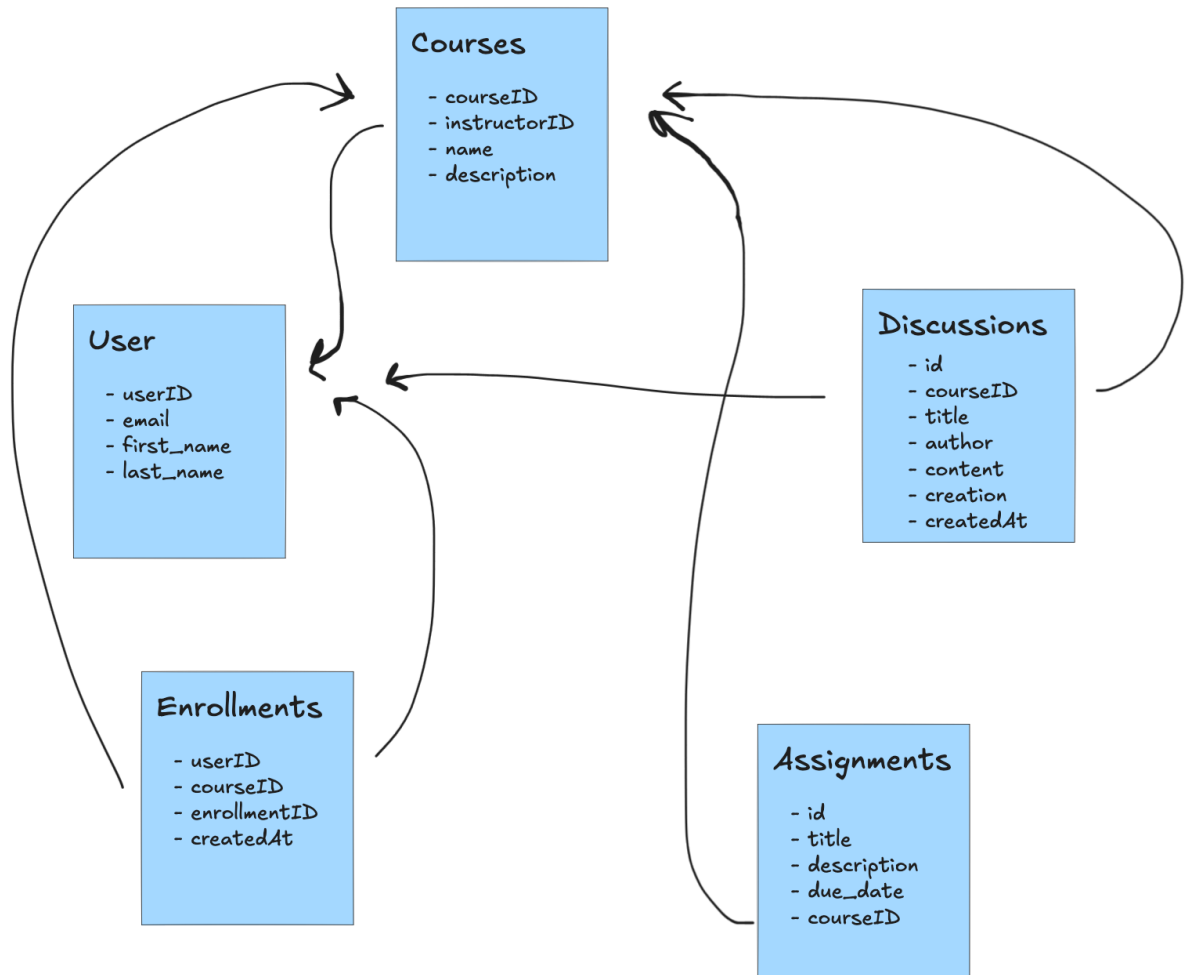 Courses
- courseID
- instructorID
- name
- description
User
- userID
- email
- first_name
- last_name
Discussions
- id
- courseID
- title
- author
- content
- creation
- createdAt
Enrollments
- userID
- courseID
- enrollmentID
- createdAt
Assignments
- id
- title
- description
- due_date
- courseID